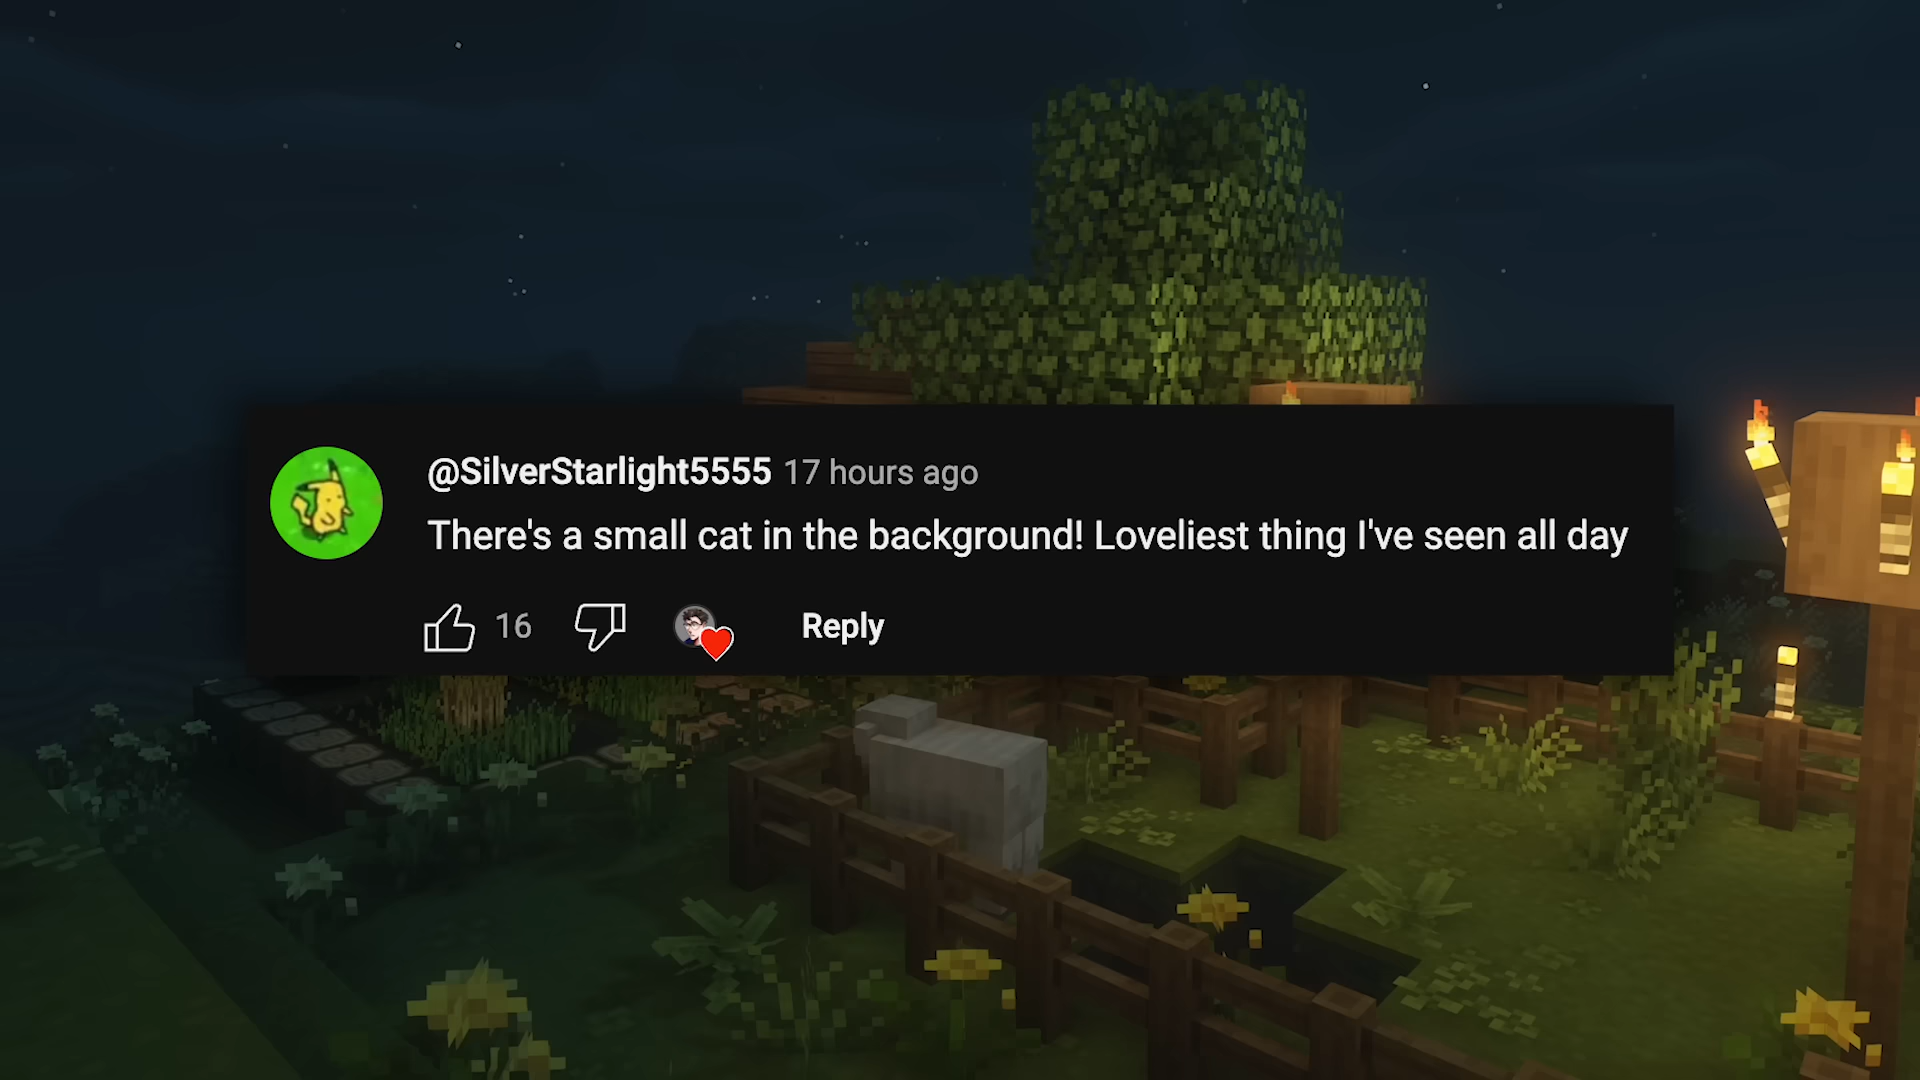 @SilverStarlight5555 17 hours ago
There's a small cat in the background! Loveliest thing I've seen all day
16 Reply